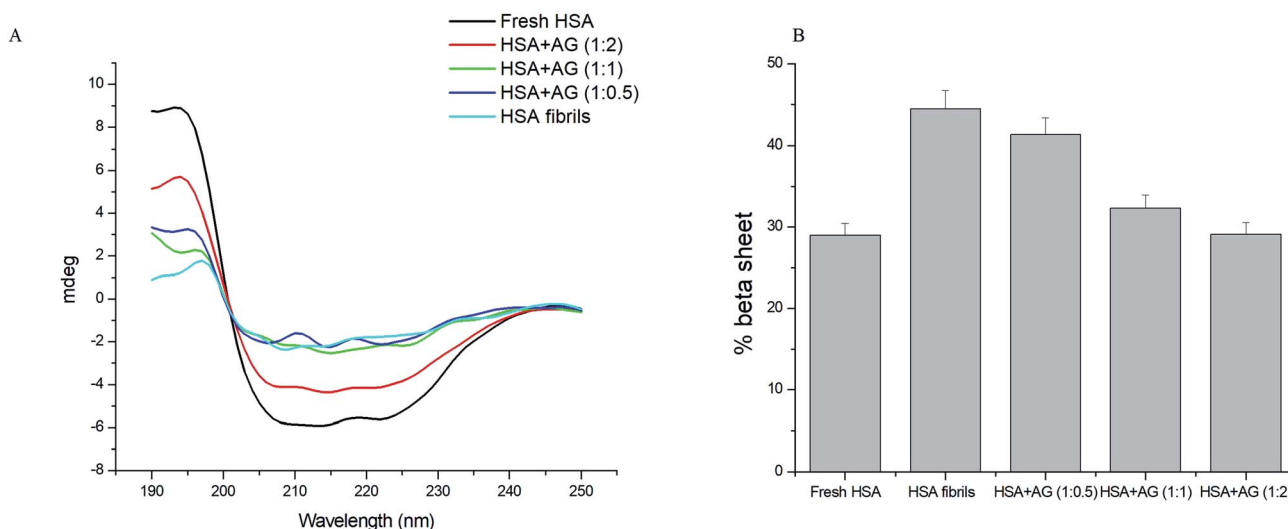 A
Fresh HSA
HSA+AG (1:2)
HSA+AG (1:1)
HSA+AG (1:0.5)
HSA fibrils
10
8
6
4
2
0
-2
-4
-6
-8
mdeg
190 200 210 220 230 240 250
Wavelength (nm)
B
50
40
30
20
10
0
% beta sheet
Fresh HSA HSA fibrils HSA+AG (1:0.5) HSA+AG (1:1) HSA+AG (1:2